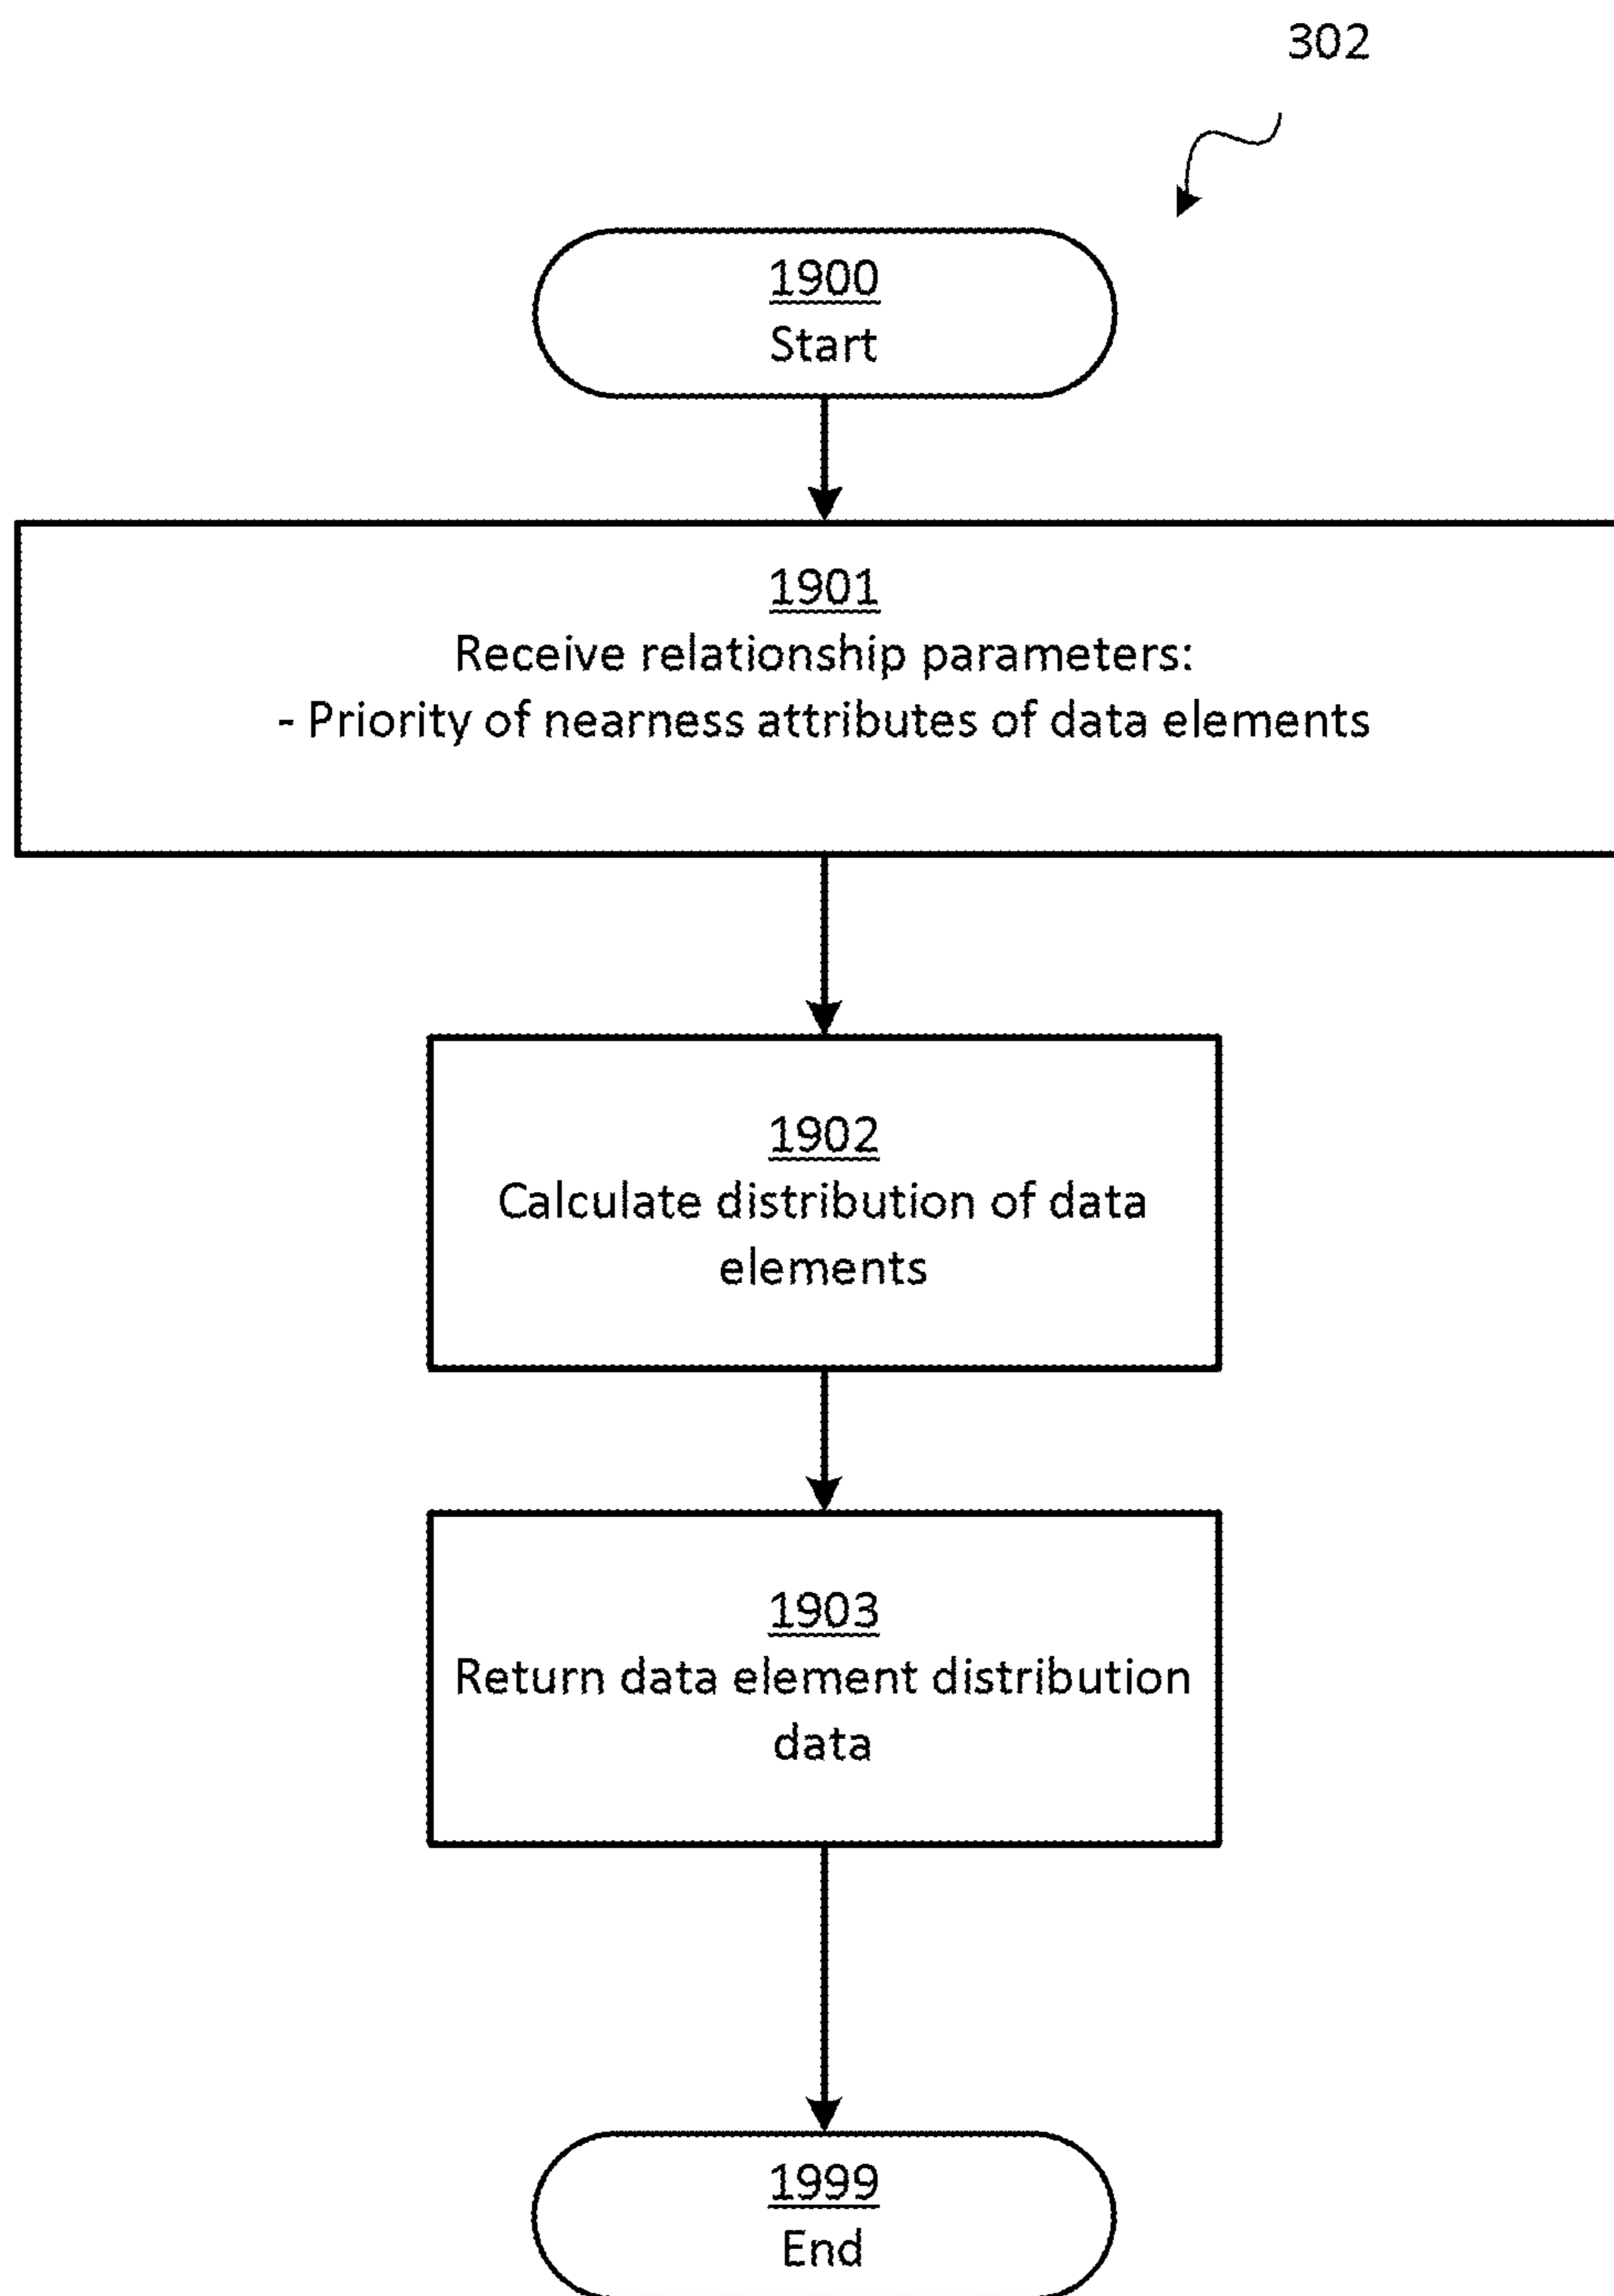 302
1900
Start
1901
Receive relationship parameters:
- Priority of nearness attributes of data elements
1902
Calculate distribution of data
elements
1903
Return data element distribution
data
1999
End